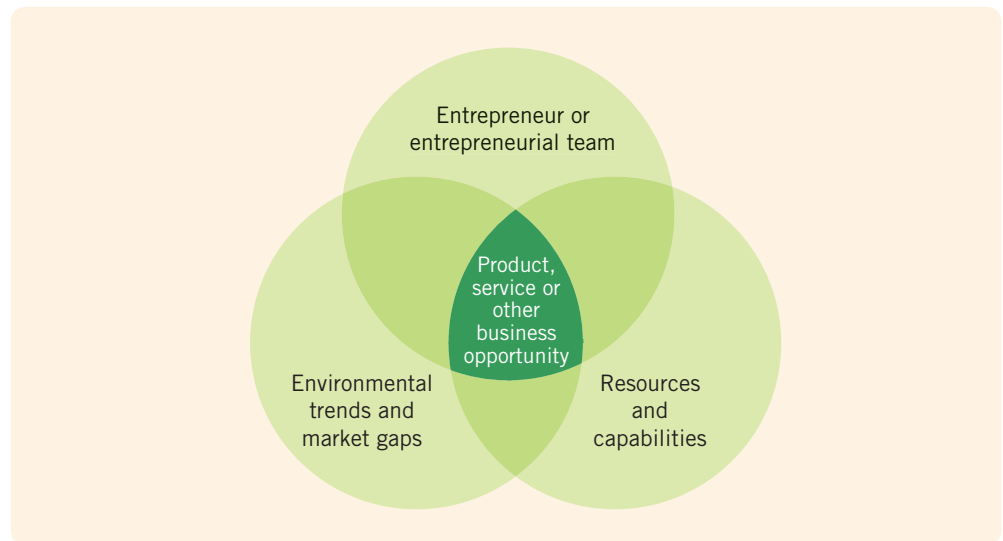 Entrepreneur or
entrepreneurial team
Product,
service or
other
business
opportunity
Environmental
trends and
market gaps
Resources
and
capabilities